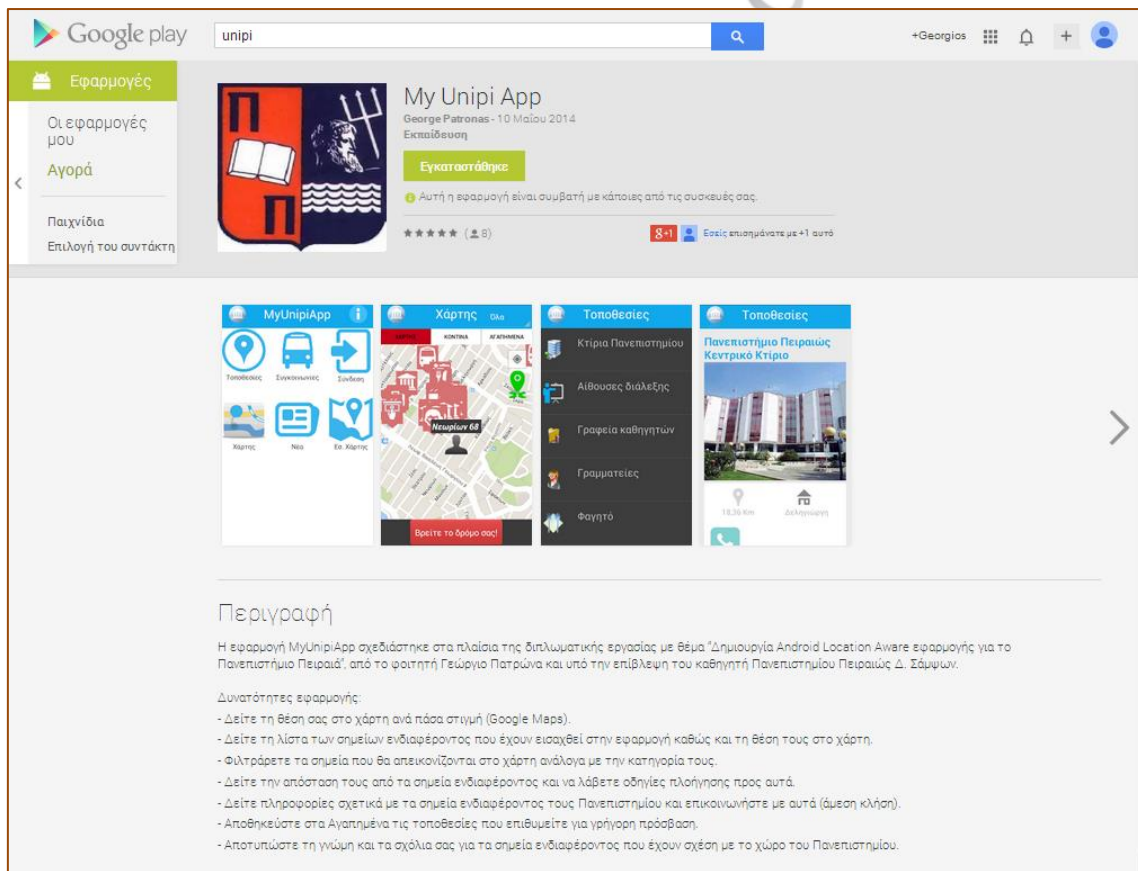 Google play
unipi
+Georgios
Εφαρμογές
Οι εφαρμογές
μου
Αγορά
Παιχνίδια
Επιλογή του συντάκτη
My Unipi App
George Patronas - 10 Μαΐου 2014
Εκπαίδευση
Εγκαταστάθηκε
Αυτή η εφαρμογή είναι συμβατή με κάποιες από τις συσκευές σας.
(8)
g+1 Εσείς επισημάνατε με +1 αυτό
Π
Π
MyUnipiApp
Τοποθεσίες Συγκοινωνίες Σύνδεση
Χάρτης Νέα Εσ. Χάρτης
Χάρτης Όλα
ΧΑΡΤΗΣ ΚΟΝΤΙΝΑ ΑΓΑΠΗΜΕΝΑ
Νεωρίων 68
Βρείτε το δρόμο σας!
Τοποθεσίες
Κτίρια Πανεπιστημίου
Αίθουσες διάλεξης
Γραφεία καθηγητών
Γραμματείες
Φαγητό
Τοποθεσίες
Πανεπιστήμιο Πειραιώς
Κεντρικό Κτίριο
18,36 Km Δεληγιώργη
Περιγραφή
Η εφαρμογή MyUnipiApp σχεδιάστηκε στα πλαίσια της διπλωματικής εργασίας με θέμα "Δημιουργία Android Location Aware εφαρμογής για το
Πανεπιστήμιο Πειραιά", από το φοιτητή Γεώργιο Πατρώνα και υπό την επίβλεψη του καθηγητή Πανεπιστημίου Πειραιώς Δ. Σάμψων.
Δυνατότητες εφαρμογής:
- Δείτε τη θέση σας στο χάρτη ανά πάσα στιγμή (Google Maps).
- Δείτε τη λίστα των σημείων ενδιαφέροντος που έχουν εισαχθεί στην εφαρμογή καθώς και τη θέση τους στο χάρτη.
- Φιλτράρετε τα σημεία που θα απεικονίζονται στο χάρτη ανάλογα με την κατηγορία τους.
- Δείτε την απόσταση τους από τα σημεία ενδιαφέροντος και να λάβετε οδηγίες πλοήγησης προς αυτά.
- Δείτε πληροφορίες σχετικά με τα σημεία ενδιαφέροντος τους Πανεπιστημίου και επικοινωνήστε με αυτά (άμεση κλήση).
- Αποθηκεύστε στα Αγαπημένα τις τοποθεσίες που επιθυμείτε για γρήγορη πρόσβαση.
- Αποτυπώστε τη γνώμη και τα σχόλια σας για τα σημεία ενδιαφέροντος που έχουν σχέση με το χώρο του Πανεπιστημίου.